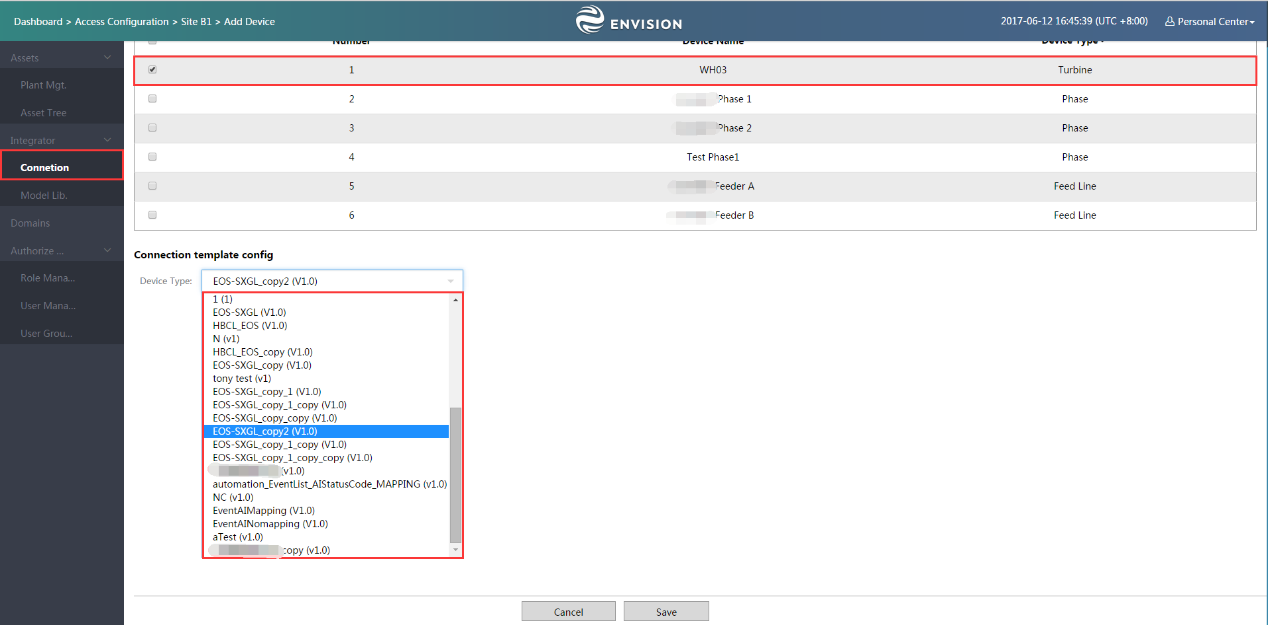 Dashboard > Access Configuration > Site B1 > Add Device
ENVISION
2017-06-12 16:45:39 (UTC +8:00)
Personal Center
Assets
Plant Mgt.
Asset Tree
Integrator
Connetion
Model Lib.
Domains
Authorize ...
Role Mana...
User Mana...
User Grou...
Number Device Name Device Type
1 WH03 Turbine
2 Phase 1 Phase
3 Phase 2 Phase
4 Test Phase1 Phase
5 Feeder A Feed Line
6 Feeder B Feed Line
Connection template config
Device Type: EOS-SXGL_copy2 (V1.0)
1 (1)
EOS-SXGL (V1.0)
HBCL_EOS (V1.0)
N (v1)
HBCL_EOS_copy (V1.0)
EOS-SXGL_copy (V1.0)
tony test (v1)
EOS-SXGL_copy_1 (V1.0)
EOS-SXGL_copy_1_copy (V1.0)
EOS-SXGL_copy_copy (V1.0)
EOS-SXGL_copy2 (V1.0)
EOS-SXGL_copy_1_copy (V1.0)
EOS-SXGL_copy_1_copy_copy (V1.0)
(v1.0)
automation_EventList_AIStatusCode_MAPPING (v1.0)
NC (v1.0)
EventAIMapping (V1.0)
EventAINomapping (V1.0)
aTest (v1.0)
copy (v1.0)
Cancel Save